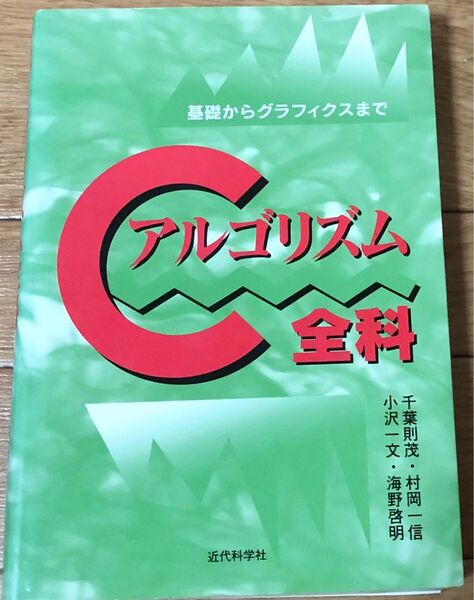 基礎からグラフィクスまで
C
アルゴリズム
全科
千葉則茂・村岡一信
小沢一文・海野啓明
近代科学社